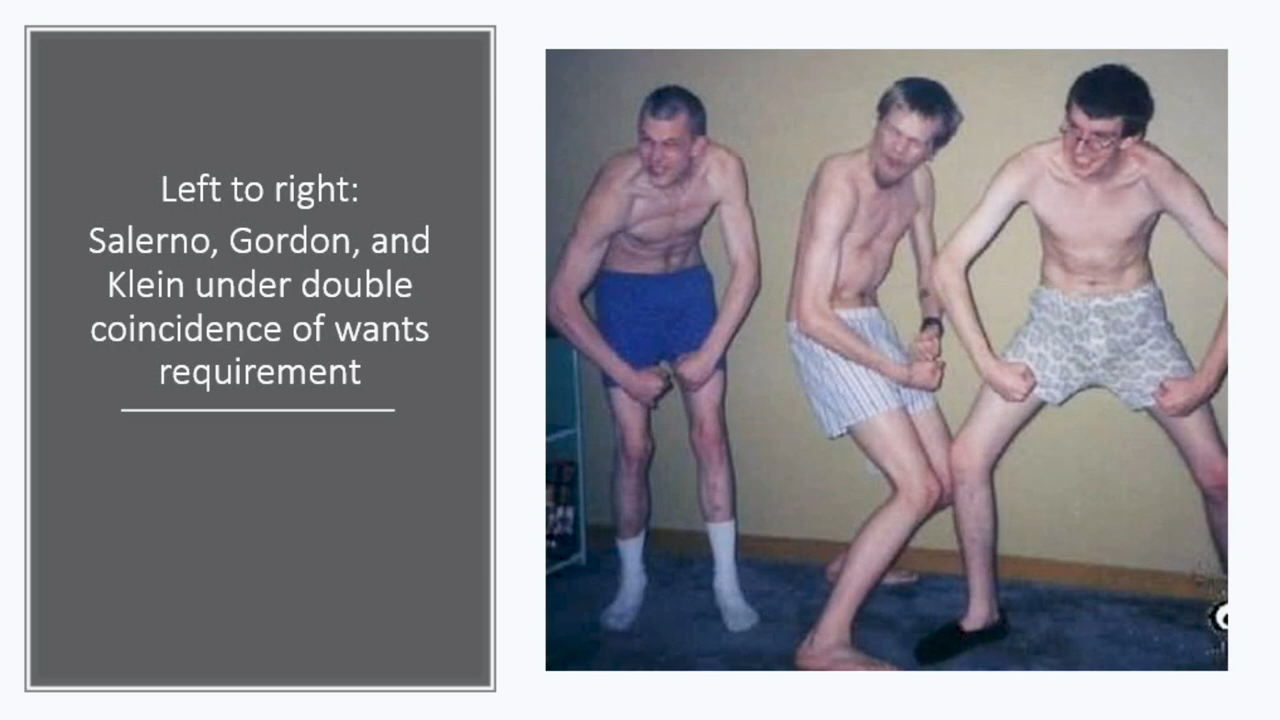 Left to right:
Salerno, Gordon, and
Klein under double
coincidence of wants
requirement